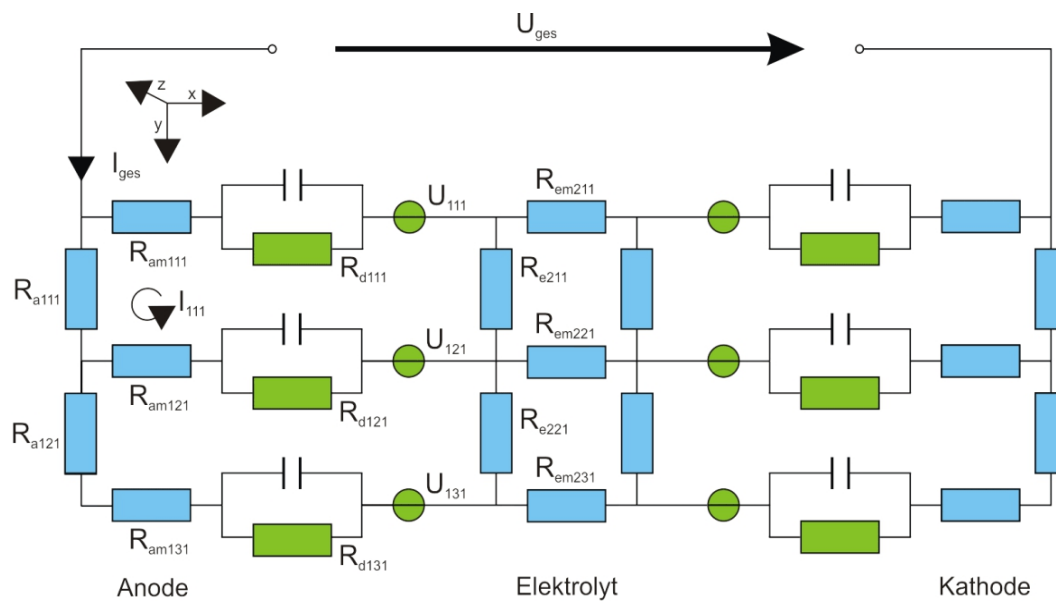 U_ges
z
x
y
I_ges
R_em211
U_111
R_am111
R_d111
R_a111
R_e211
I_111
R_em221
U_121
R_am121
R_d121
R_a121
R_e221
R_em231
U_131
R_am131
R_d131
Anode
Elektrolyt
Kathode